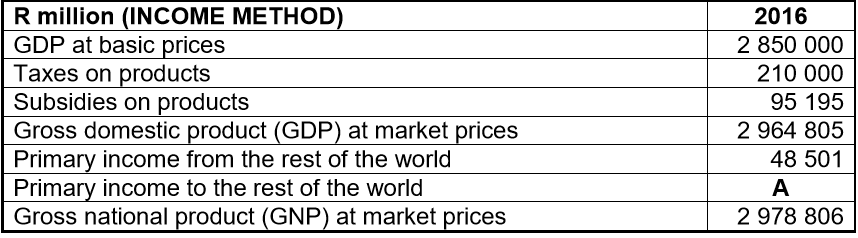 R million (INCOME METHOD) 2016
GDP at basic prices 2 850 000
Taxes on products 210 000
Subsidies on products 95 195
Gross domestic product (GDP) at market prices 2 964 805
Primary income from the rest of the world 48 501
Primary income to the rest of the world A
Gross national product (GNP) at market prices 2 978 806